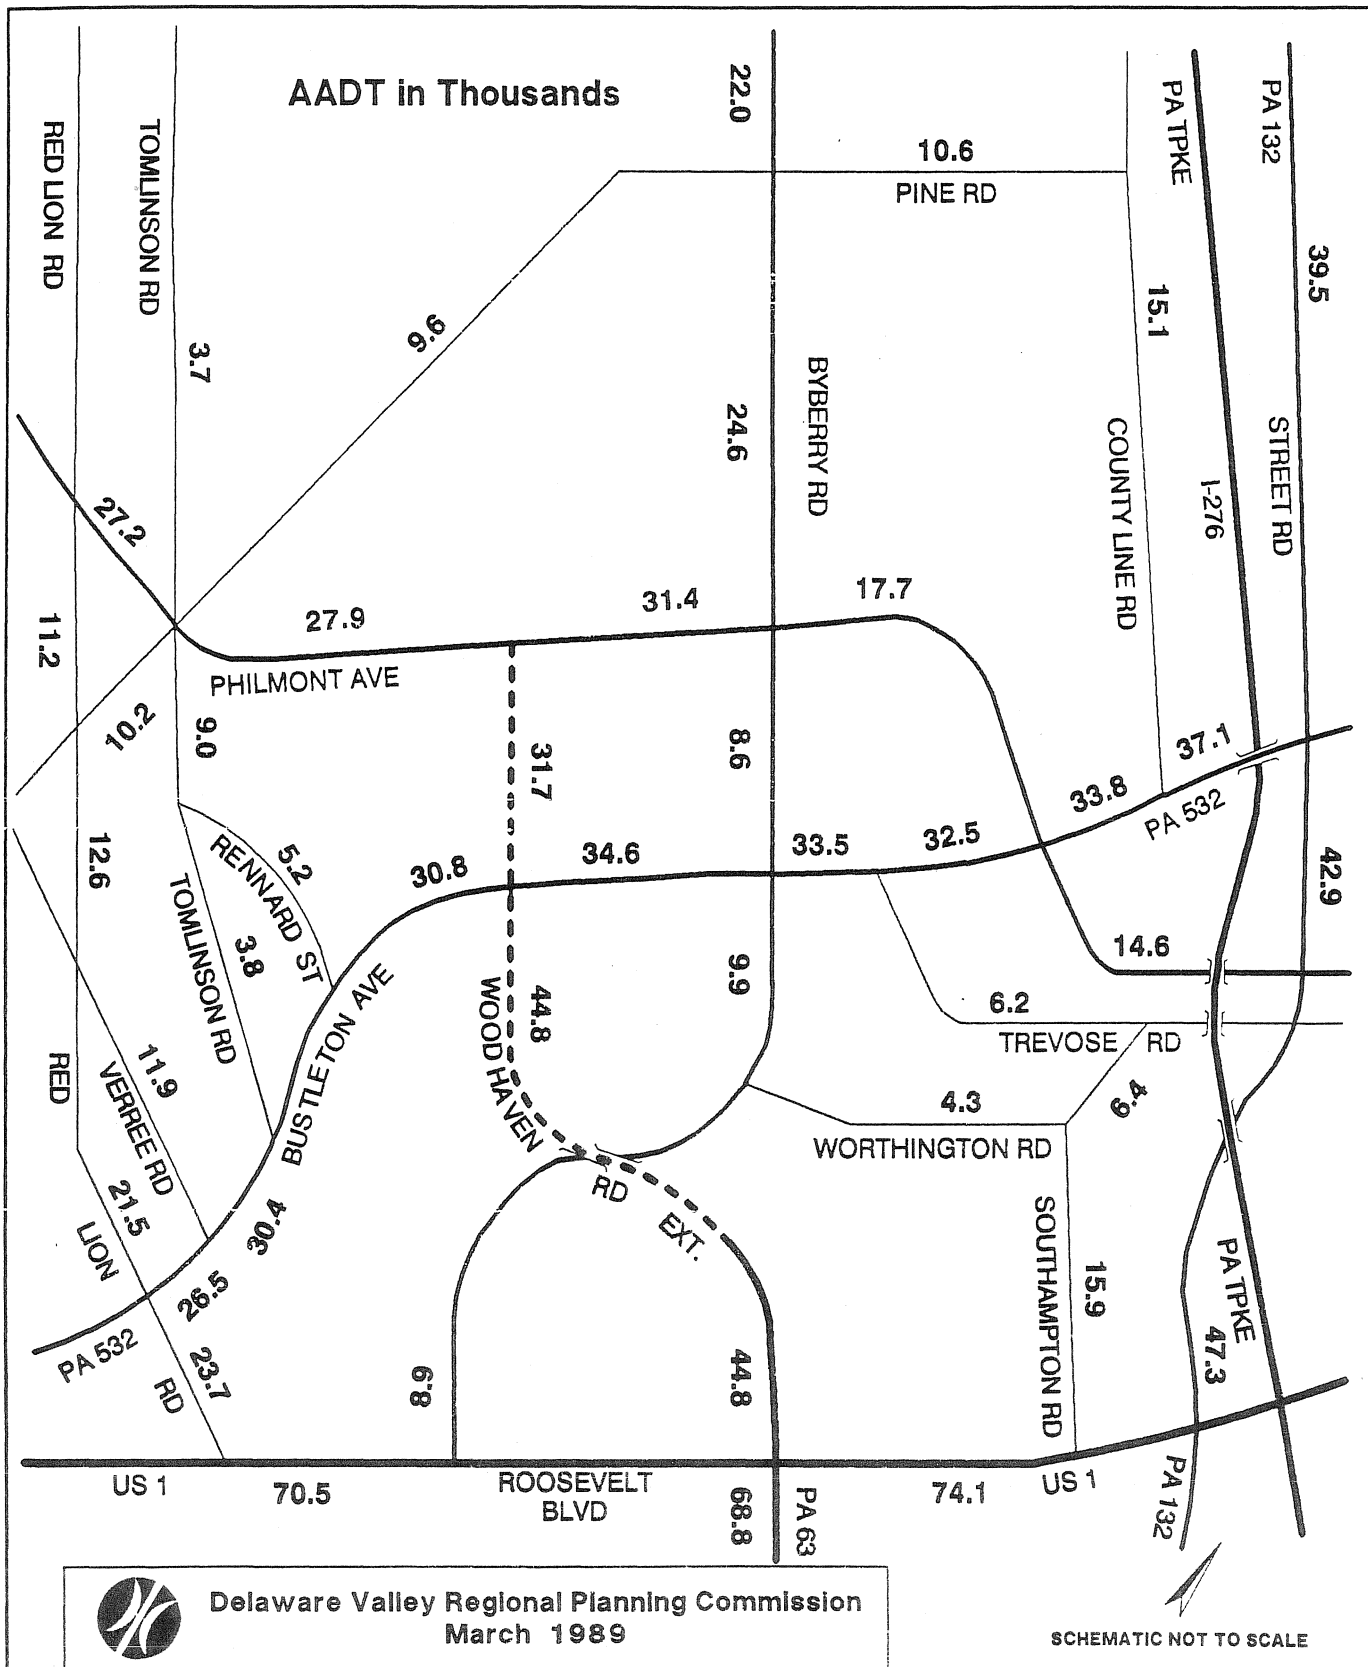 AADT in Thousands
RED LION RD
TOMLINSON RD
22.0
10.6
PINE RD
PA TPKE
PA 132
39.5
3.7
9.6
15.1
BYBERRY RD
24.6
COUNTY LINE RD
I-276
STREET RD
27.2
11.2
27.9
31.4
17.7
PHILMONT AVE
10.2
9.0
31.7
8.6
37.1
33.8
PA 532
12.6
5.2
RENNARD ST
TOMLINSON RD
3.8
30.8
34.6
33.5
32.5
42.9
BUSTLETON AVE
WOODHAVEN
44.8
9.9
14.6
6.2
TREVOSE RD
RED
11.9
VERREE RD
4.3
6.4
WORTHINGTON RD
RD
EXT.
21.5
LION
30.4
26.5
PA 532
23.7
RD
6.8
44.8
SOUTHAMPTON RD
15.9
PA TPKE
47.3
US 1
70.5
ROOSEVELT
BLVD
68.8
PA 63
74.1
US 1
PA 132
Delaware Valley Regional Planning Commission
March 1989
SCHEMATIC NOT TO SCALE